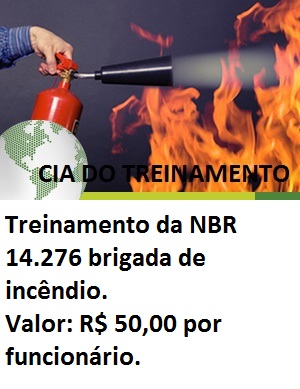 CIA DO TREINAMENTO
Treinamento da NBR
14.276 brigada de
incêndio.
Valor: R$ 50,00 por
funcionário.